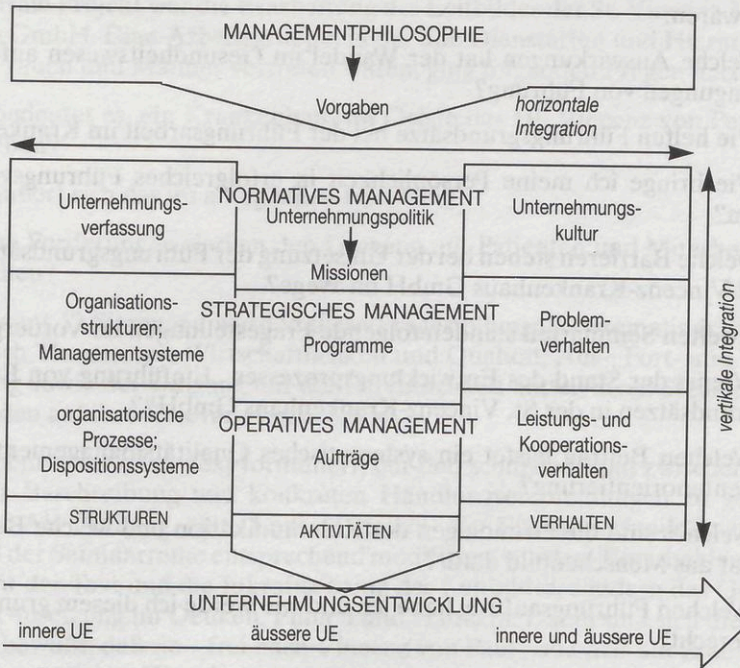 MANAGEMENTPHILOSOPHIE
Vorgaben
horizontale
Integration
NORMATIVES MANAGEMENT
Unternehmungs-
verfassung
Unternehmungspolitik
Unternehmungs-
kultur
Missionen
Organisations-
strukturen;
Managementsysteme
STRATEGISCHES MANAGEMENT
Programme
Problem-
verhalten
vertikale Integration
organisatorische
Prozesse;
Dispositionssysteme
OPERATIVES MANAGEMENT
Aufträge
Leistungs- und
Kooperations-
verhalten
STRUKTUREN
AKTIVITÄTEN
VERHALTEN
UNTERNEHMUNGSENTWICKLUNG
innere UE
äussere UE
innere und äussere UE